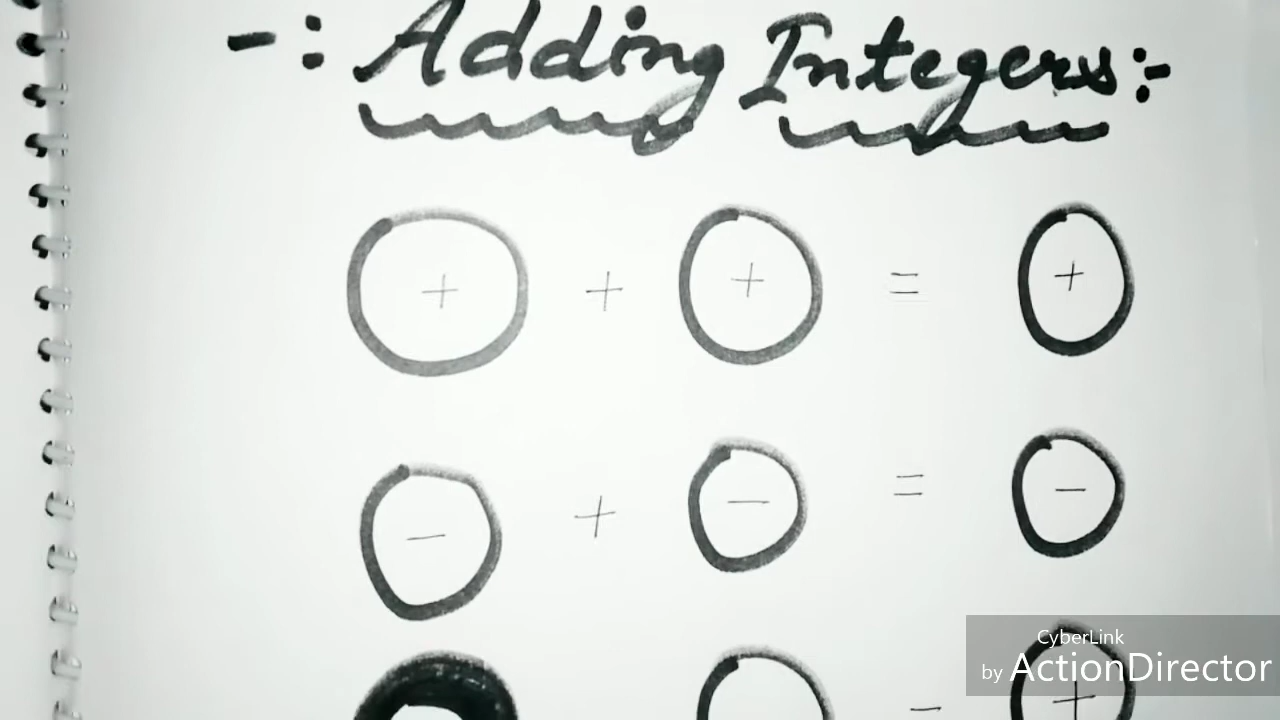 -: Adding Integers:-
+ + + = +
- + - = -
= +
CyberLink
by ActionDirector